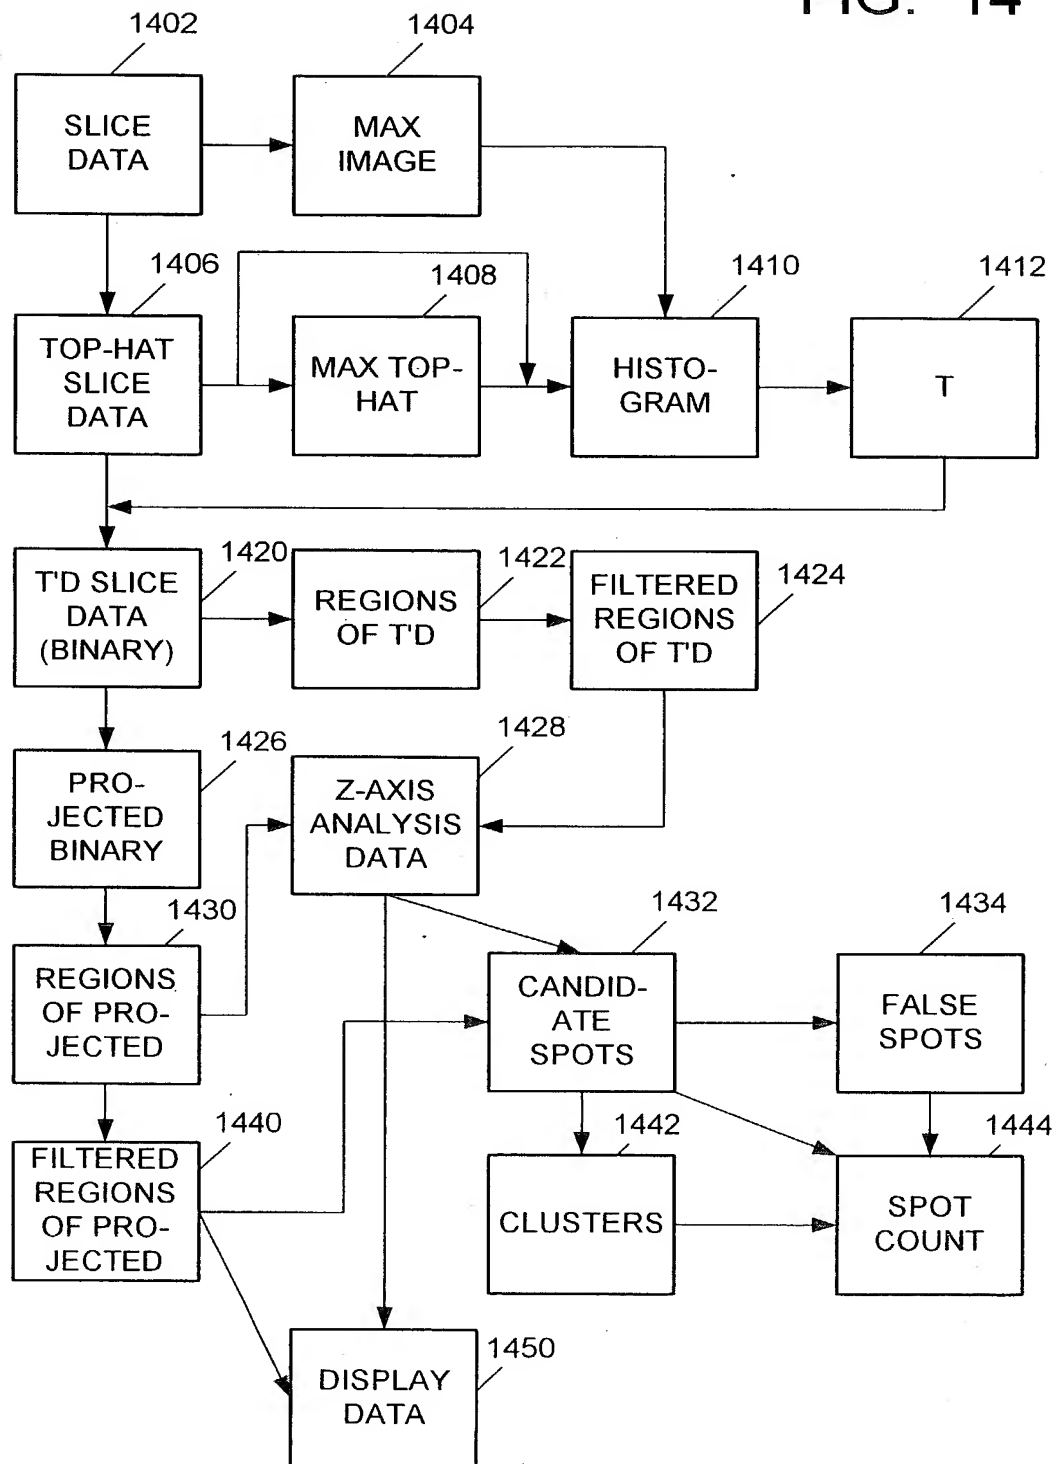 FIG. 14
1402
1404
SLICE
DATA
MAX
IMAGE
1406
1408
1410
1412
TOP-HAT
SLICE
DATA
MAX TOP-
HAT
HISTO-
GRAM
T
1420
1422
1424
T'D SLICE
DATA
(BINARY)
REGIONS
OF T'D
FILTERED
REGIONS
OF T'D
1426
1428
PRO-
JECTED
BINARY
Z-AXIS
ANALYSIS
DATA
1430
1432
1434
REGIONS
OF PRO-
JECTED
CANDID-
ATE
SPOTS
FALSE
SPOTS
1440
1442
1444
FILTERED
REGIONS
OF PRO-
JECTED
CLUSTERS
SPOT
COUNT
1450
DISPLAY
DATA